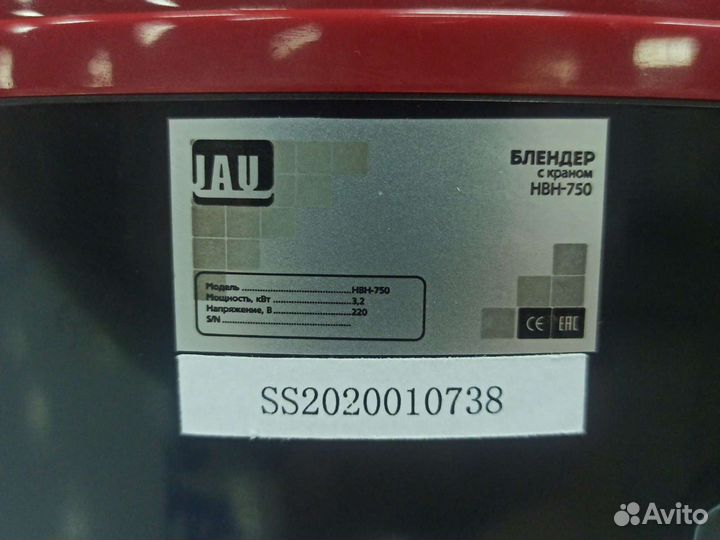 JAU
БЛЕНДЕР
с краном
HBH-750
Модель ........................HBH-750
Мощность, кВт ..................3,2
Напряжение, В ..................220
S/N ..............................
CE EAC
SS2020010738
Avito